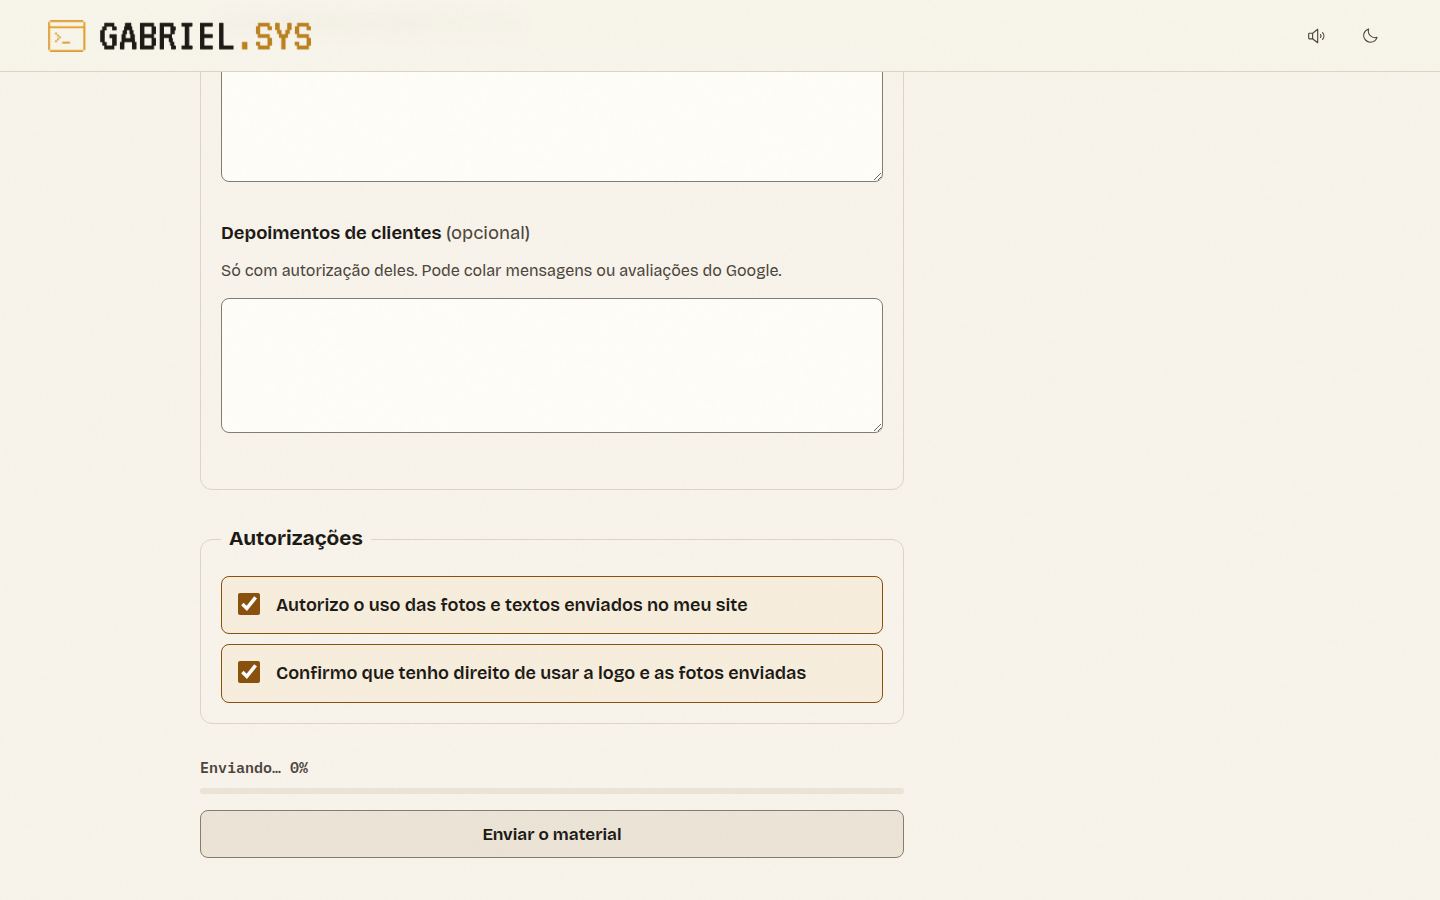 GABRIEL.SYS
Depoimentos de clientes (opcional)
Só com autorização deles. Pode colar mensagens ou avaliações do Google.
Autorizações
Autorizo o uso das fotos e textos enviados no meu site
Confirmo que tenho direito de usar a logo e as fotos enviadas
Enviando… 0%
Enviar o material